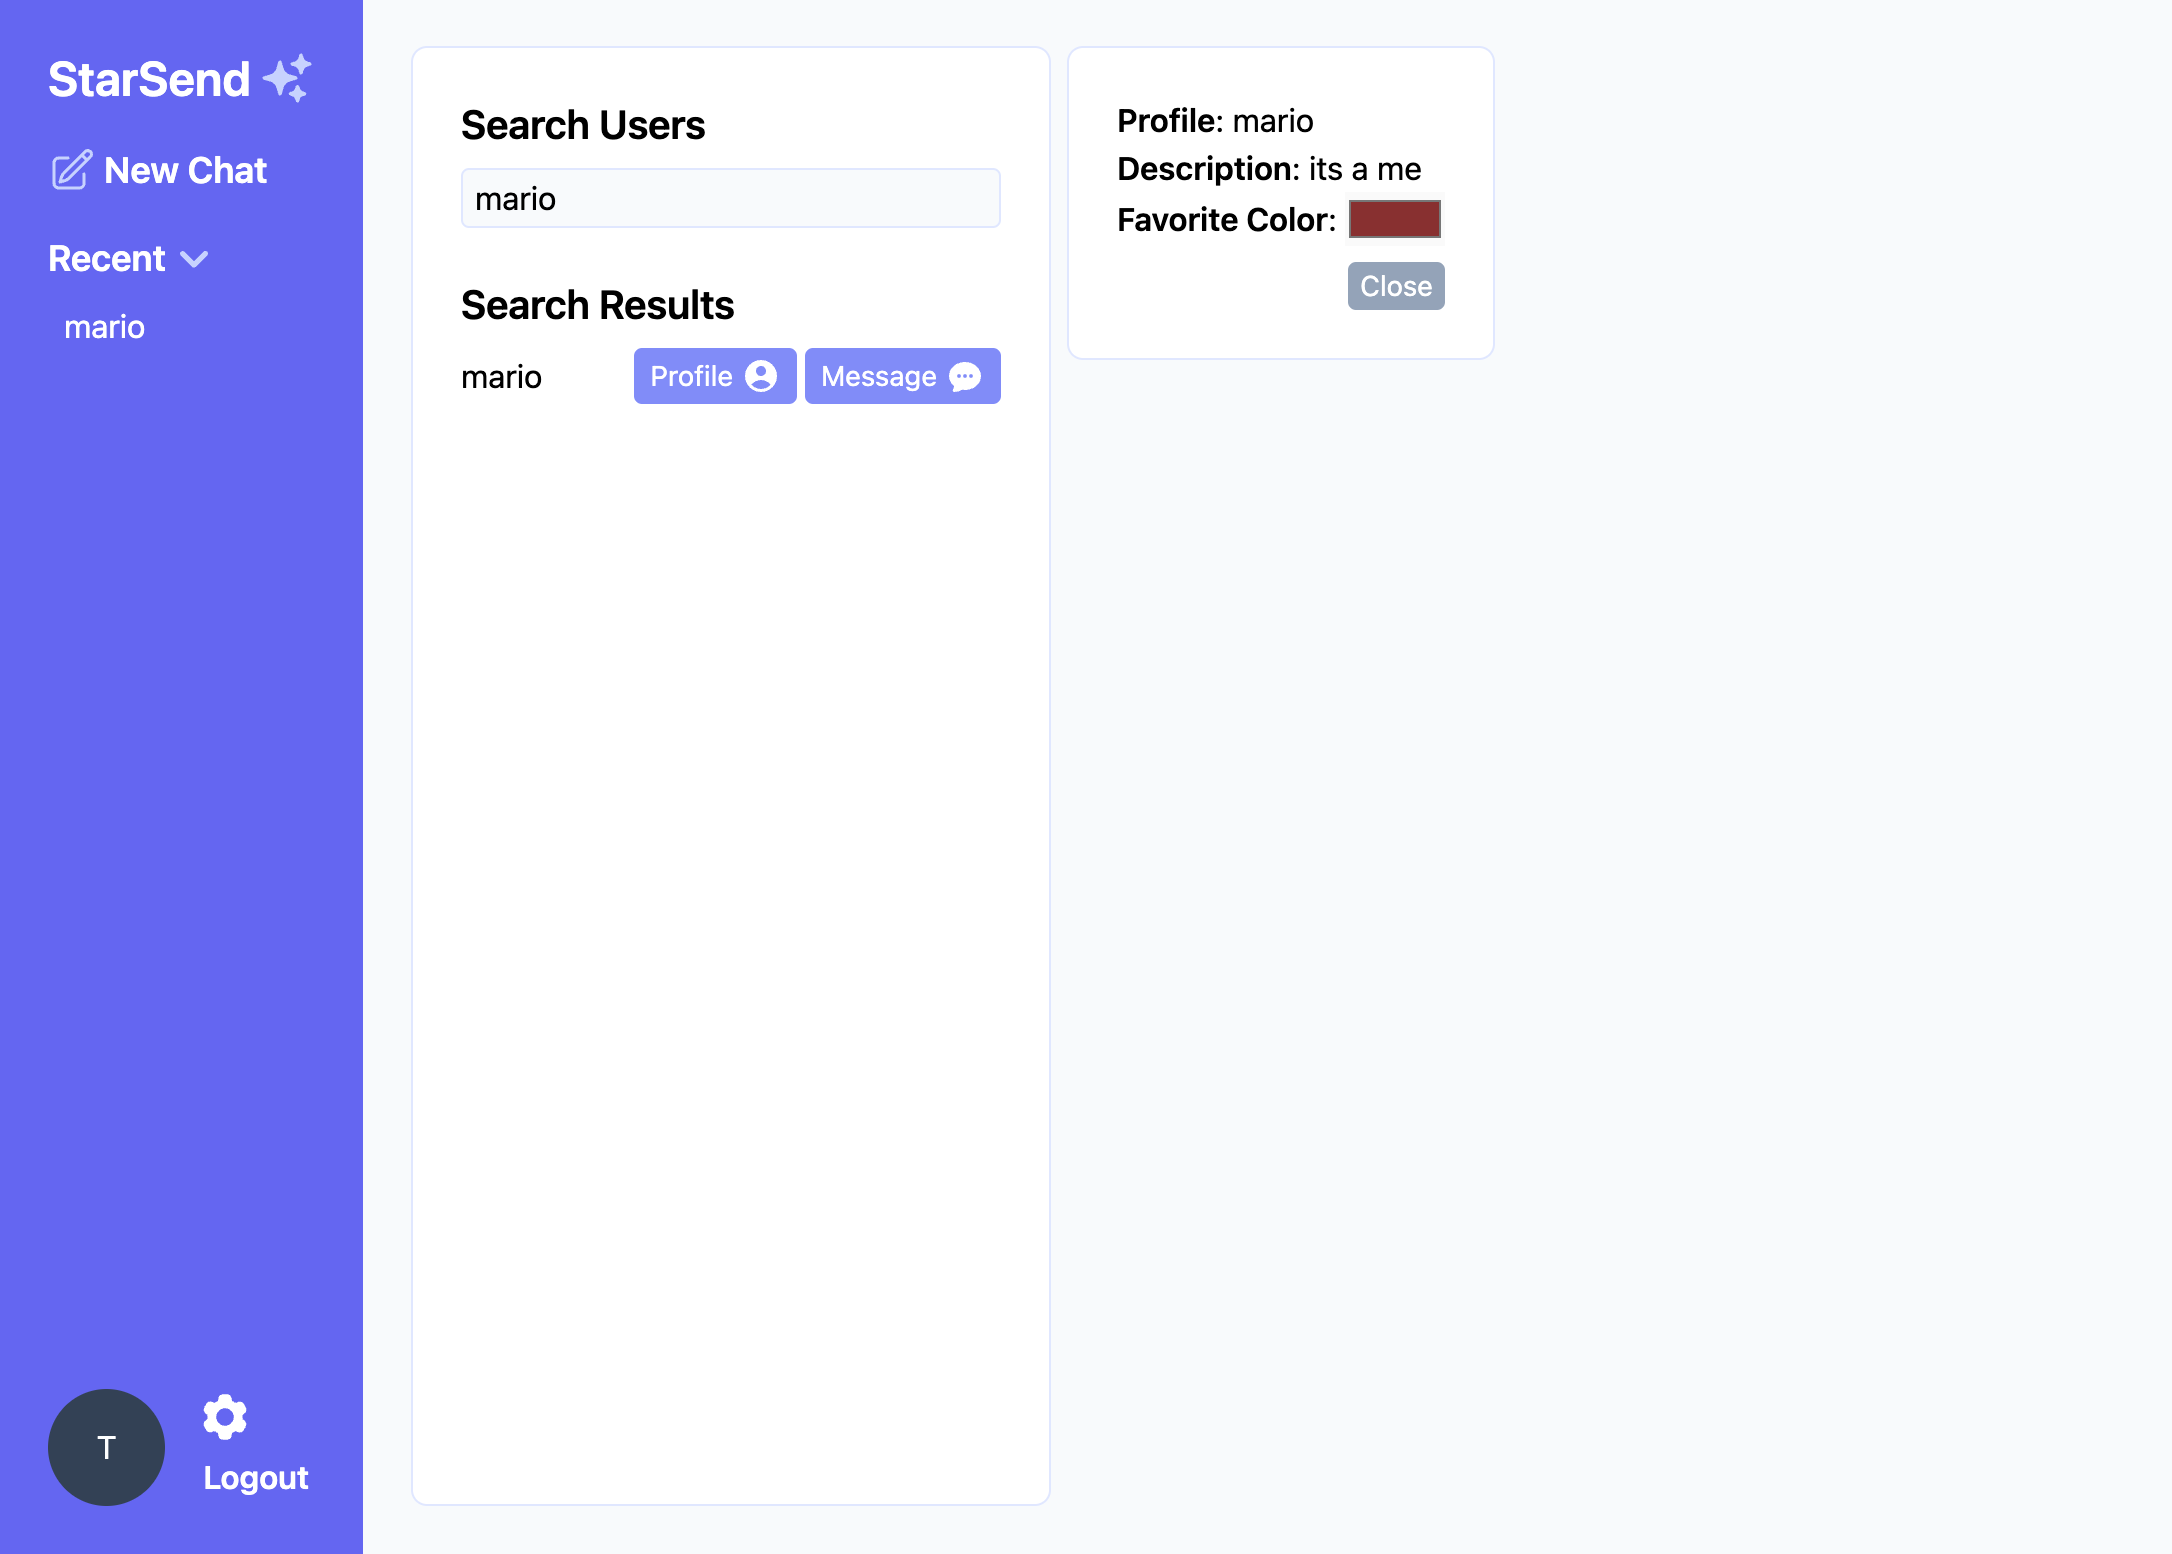 StarSend
New Chat
Recent
mario
T
Logout
Search Users
mario
Search Results
mario
Profile
Message
Profile: mario
Description: its a me
Favorite Color:
Close